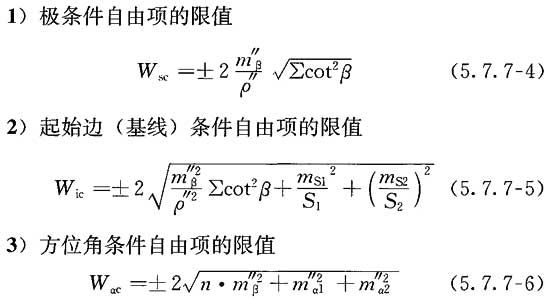 1）极条件自由项的限值
W_sc = ±2 (m″_β / ρ″) √(Σcot²β) （5.7.7-4）
2）起始边（基线）条件自由项的限值
W_ic = ±2 √( (m″²_β / ρ″²) Σcot²β + (m_S1 / S_1)² + (m_S2 / S_2)² ) （5.7.7-5）
3）方位角条件自由项的限值
W_αc = ±2 √( n · m″²_β + m″²_α1 + m″²_α2 ) （5.7.7-6）